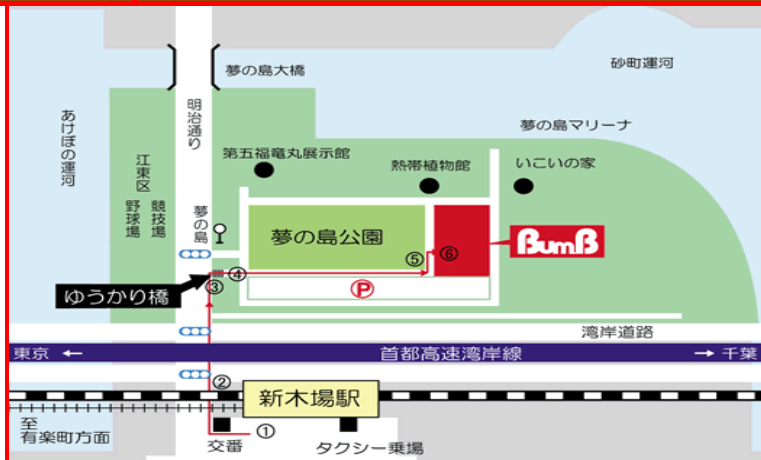 夢の島大橋
砂町運河
あけぼの運河
明治通り
夢の島マリーナ
江東区
野球場
競技場
第五福竜丸展示館
熱帯植物館
いこいの家
夢の島
夢の島公園
BumB
⑤
⑥
③
④
P
ゆうかり橋
湾岸道路
東京 ←
首都高速湾岸線
→ 千葉
②
新木場駅
至
有楽町方面
①
交番
タクシー乗場